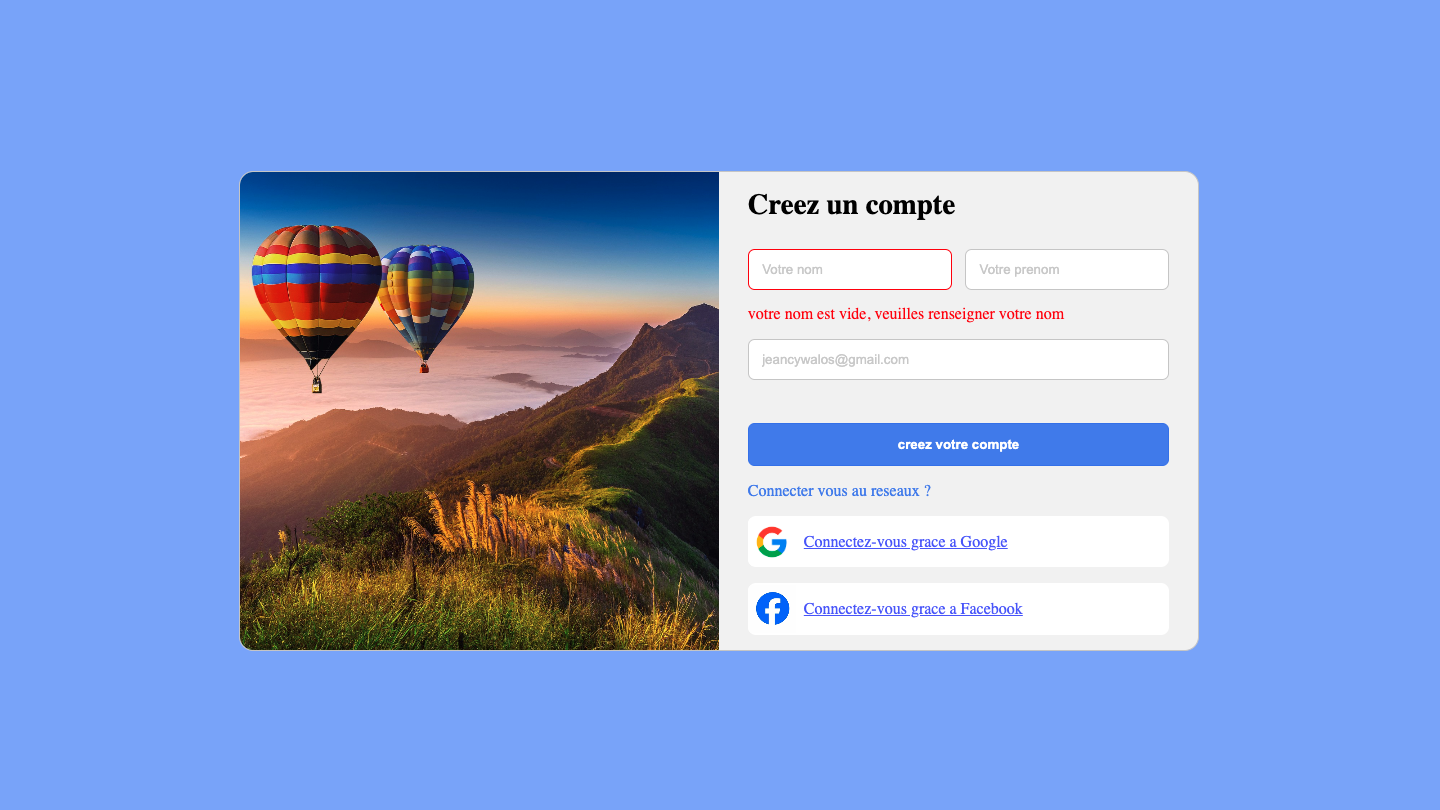 Creez un compte
Votre nom
Votre prenom
votre nom est vide, veuilles renseigner votre nom
jeancywalos@gmail.com
creez votre compte
Connecter vous au reseaux ?
Connectez-vous grace a Google
Connectez-vous grace a Facebook